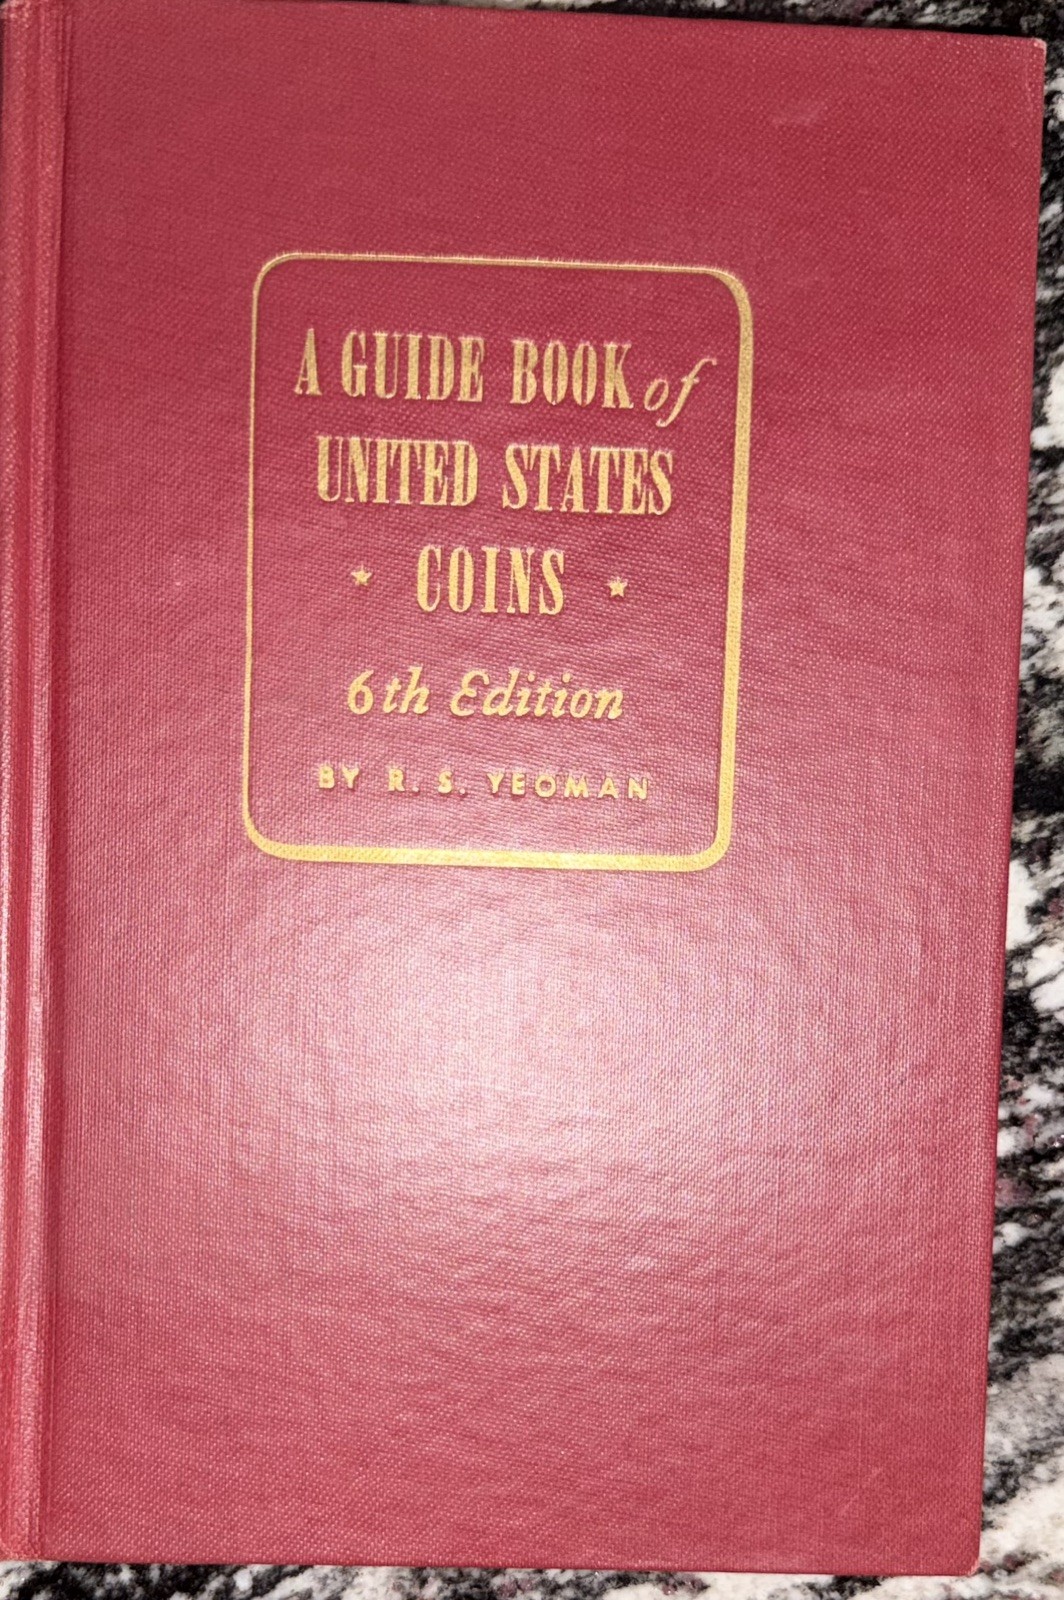 A GUIDE BOOK of
UNITED STATES
★ COINS ★
6th Edition
BY R. S. YEOMAN